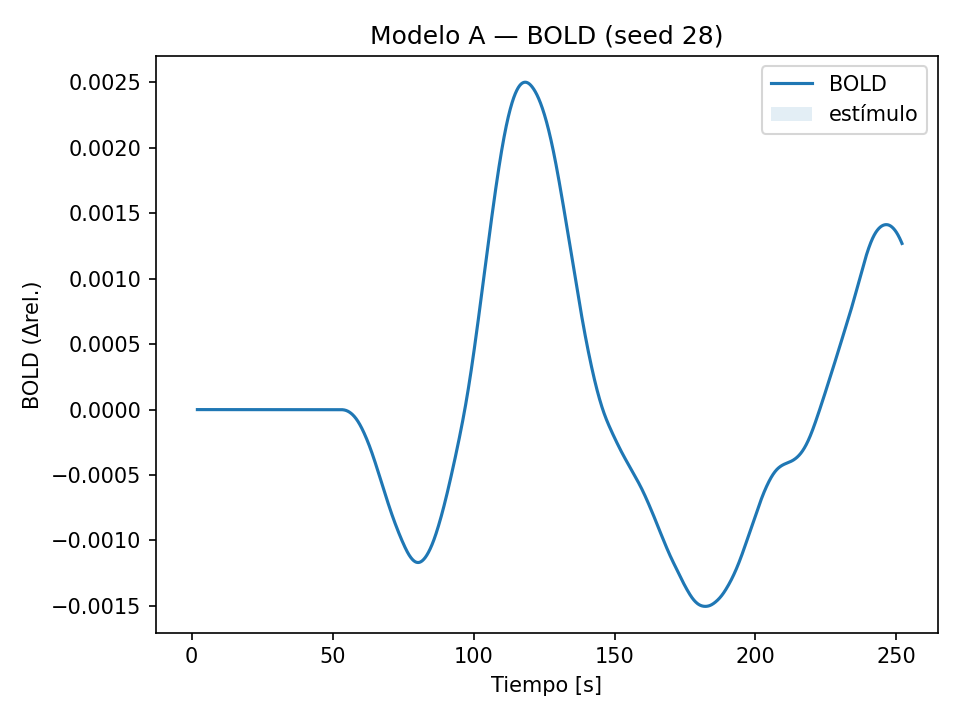 Modelo A — BOLD (seed 28)
BOLD
estímulo
BOLD (Δrel.)
0.0025
0.0020
0.0015
0.0010
0.0005
0.0000
−0.0005
−0.0010
−0.0015
0 50 100 150 200 250
Tiempo [s]